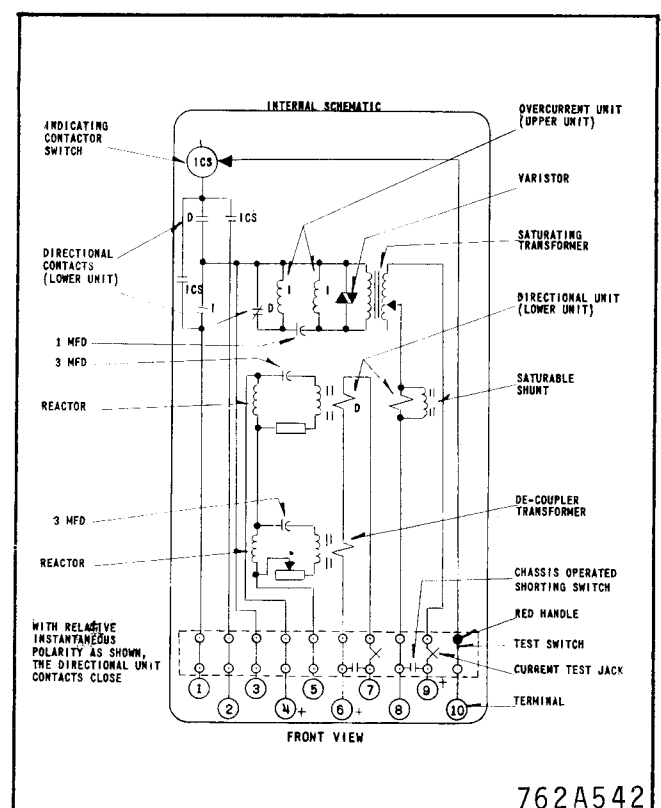 INTERNAL SCHEMATIC
INDICATING
CONTACTOR
SWITCH
ICS
OVERCURRENT UNIT
(UPPER UNIT)
VARISTOR
D
ICS
SATURATING
TRANSFORMER
DIRECTIONAL
CONTACTS
(LOWER UNIT)
ICS
I
I
I
D
DIRECTIONAL UNIT
(LOWER UNIT)
1 MFD
3 MFD
REACTOR
D
SATURABLE
SHUNT
3 MFD
REACTOR
DE-COUPLER
TRANSFORMER
CHASSIS OPERATED
SHORTING SWITCH
RED HANDLE
WITH RELATIVE
INSTANTANEOUS
POLARITY AS SHOWN,
THE DIRECTIONAL UNIT
CONTACTS CLOSE
TEST SWITCH
CURRENT TEST JACK
TERMINAL
1 2 3 4 + 5 6 + 7 8 9 + 10
FRONT VIEW
762A542